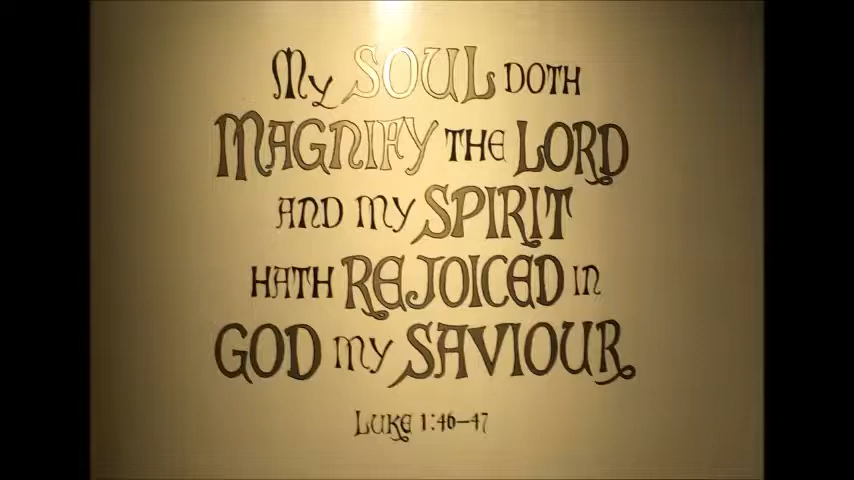 My SOUL DOTH
MAGNIFY THE LORD
AND MY SPIRIT
HATH REJOICED IN
GOD MY SAVIOUR
LUKE 1:46–47